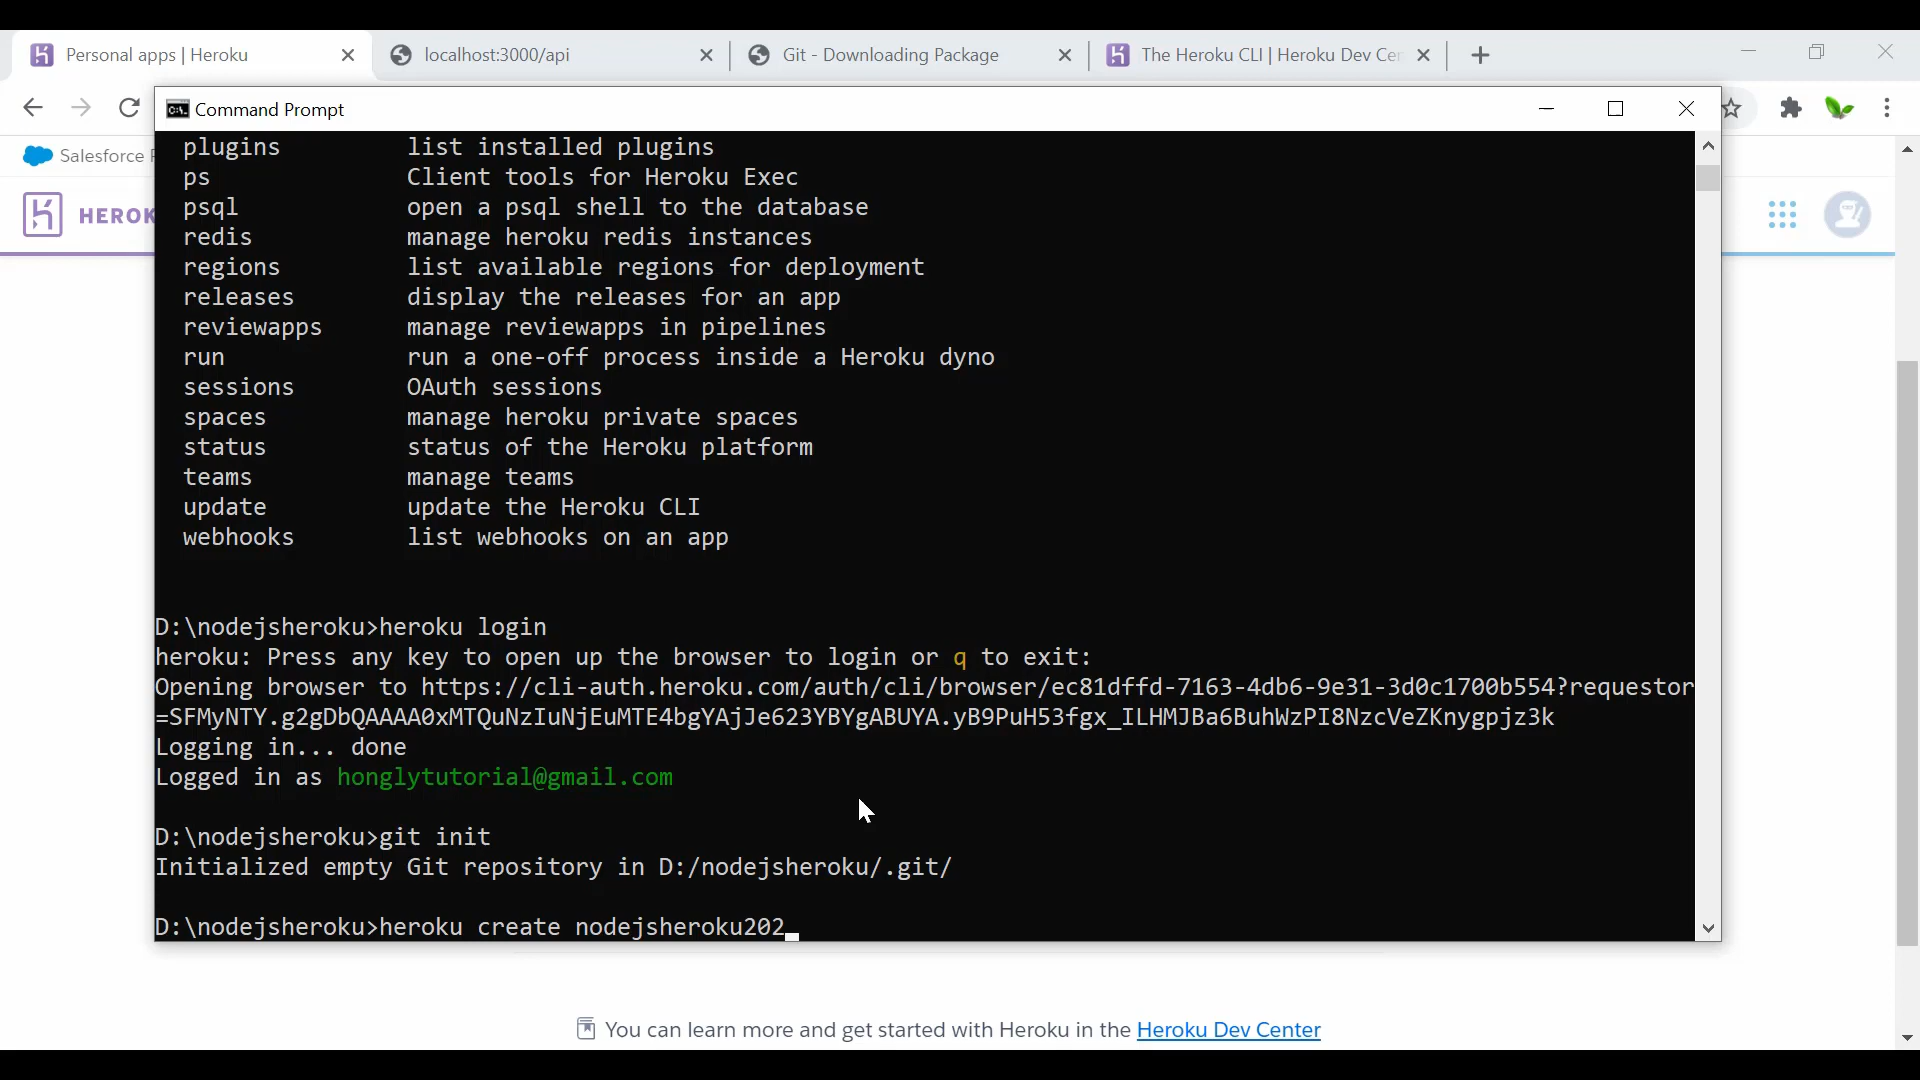 Personal apps | Heroku
localhost:3000/api
Git - Downloading Package
The Heroku CLI | Heroku Dev Cen
Command Prompt
Salesforce
HEROK
plugins list installed plugins
ps Client tools for Heroku Exec
psql open a psql shell to the database
redis manage heroku redis instances
regions list available regions for deployment
releases display the releases for an app
reviewapps manage reviewapps in pipelines
run run a one-off process inside a Heroku dyno
sessions OAuth sessions
spaces manage heroku private spaces
status status of the Heroku platform
teams manage teams
update update the Heroku CLI
webhooks list webhooks on an app
D:\nodejsheroku>heroku login
heroku: Press any key to open up the browser to login or q to exit:
Opening browser to https://cli-auth.heroku.com/auth/cli/browser/ec81dffd-7163-4db6-9e31-3d0c1700b554?requestor
=SFMyNTY.g2gDbQAAAA0xMTQuNzIuNjEuMTE4bgYAjJe623YBYgABUYA.yB9PuH53fgx_ILHMJBa6BuhWzPI8NzcVeZKnygpjz3k
Logging in... done
Logged in as honglytutorial@gmail.com
D:\nodejsheroku>git init
Initialized empty Git repository in D:/nodejsheroku/.git/
D:\nodejsheroku>heroku create nodejsheroku202_
You can learn more and get started with Heroku in the Heroku Dev Center